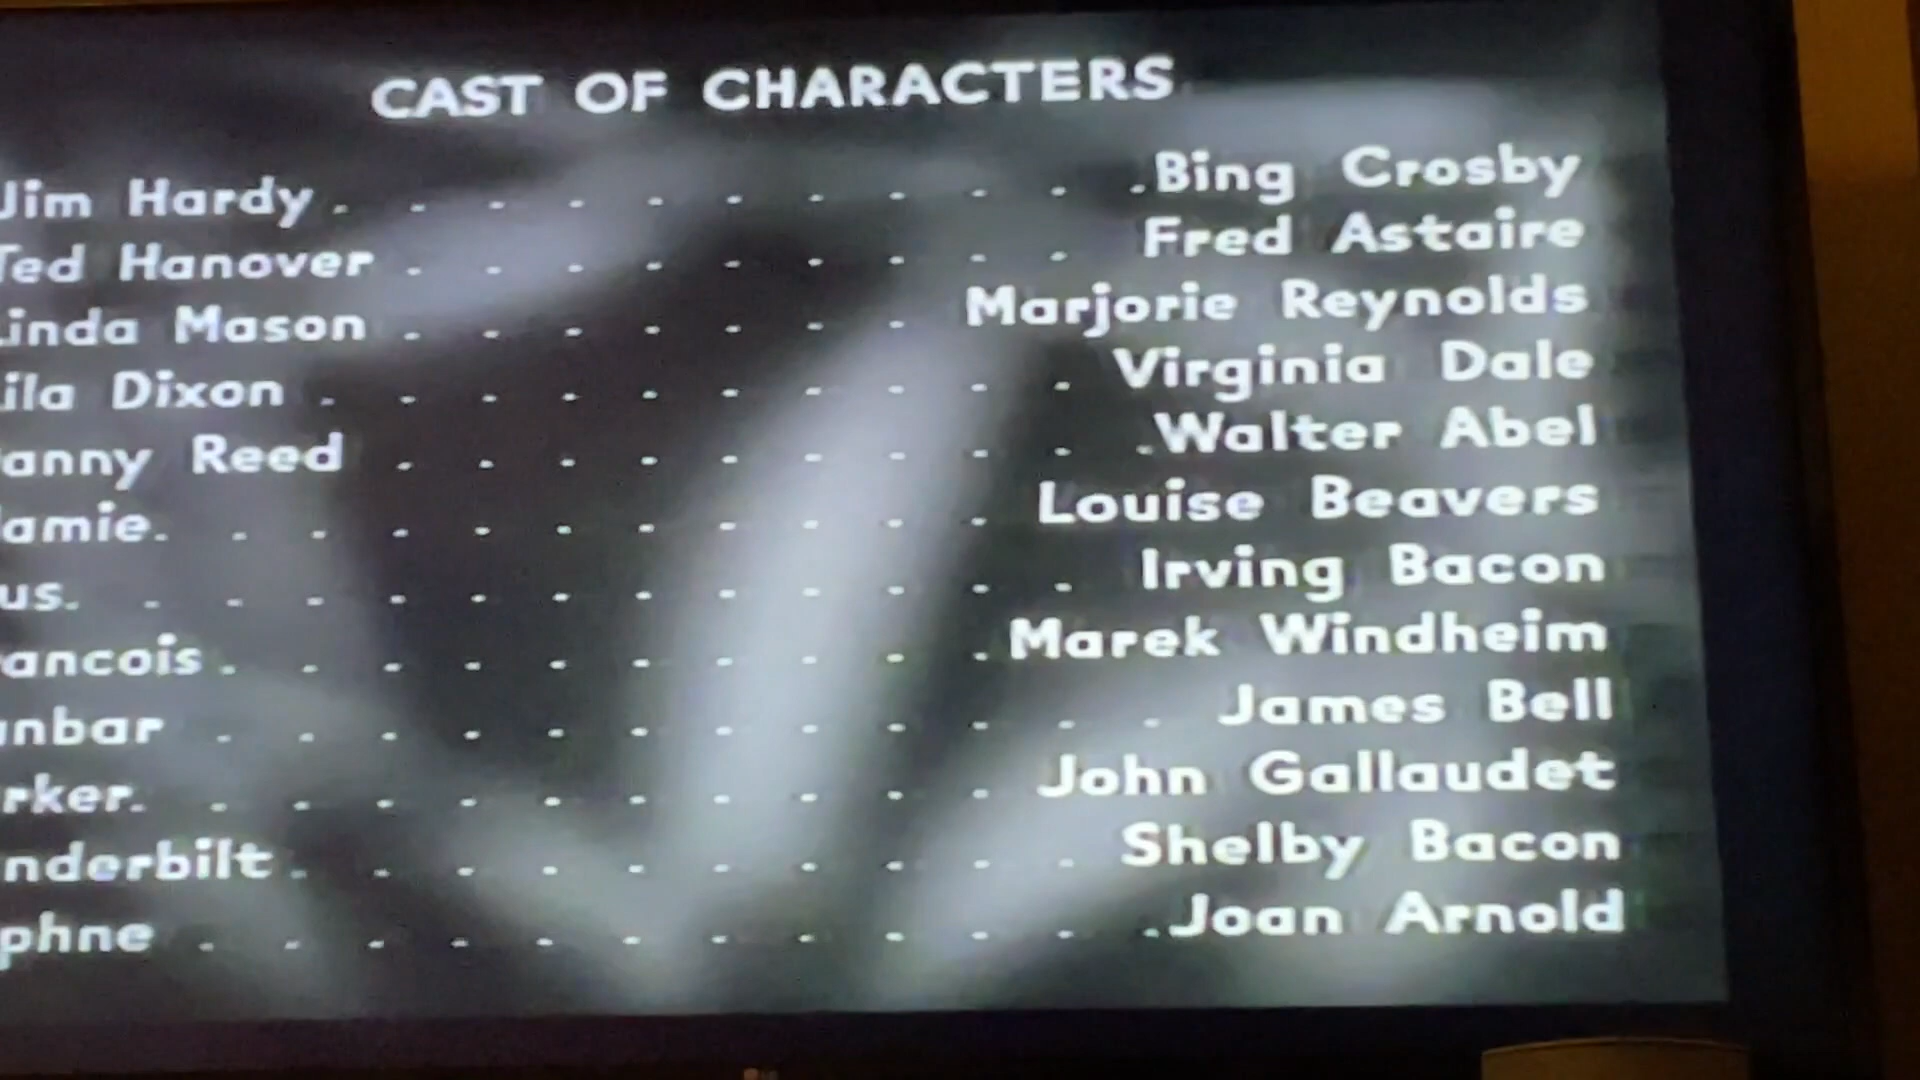 CAST OF CHARACTERS
Jim Hardy . . . . . . . . . . . Bing Crosby
Ted Hanover . . . . . . . . . Fred Astaire
Linda Mason . . . . . . . Marjorie Reynolds
ila Dixon . . . . . . . . . . Virginia Dale
anny Reed . . . . . . . . . . Walter Abel
amie. . . . . . . . . . . Louise Beavers
us. . . . . . . . . . . . . Irving Bacon
rancois . . . . . . . . . . Marek Windheim
unbar . . . . . . . . . . . . James Bell
rker. . . . . . . . . . . John Gallaudet
nderbilt . . . . . . . . . . Shelby Bacon
phne . . . . . . . . . . . . Joan Arnold